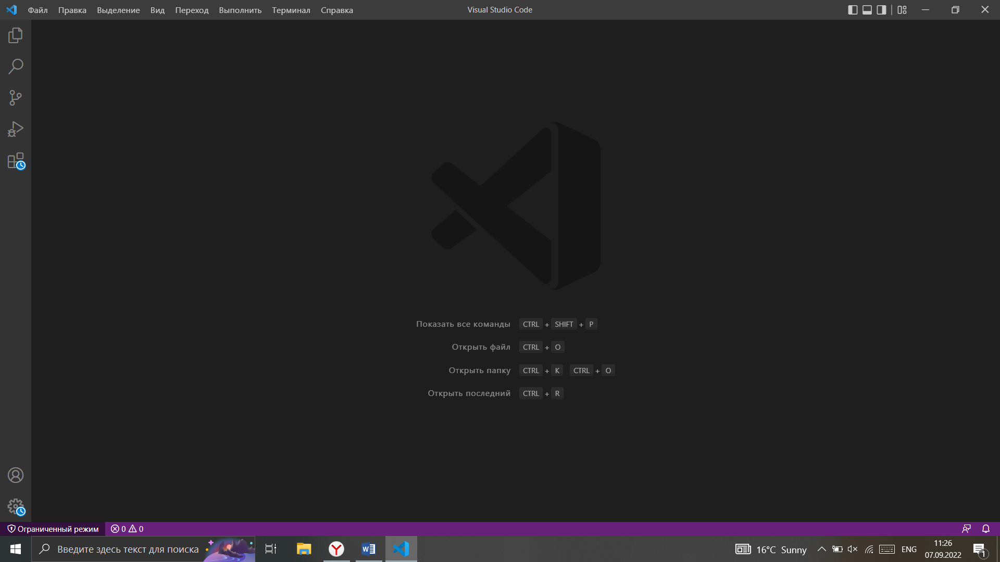 Файл Правка Выделение Вид Переход Выполнить Терминал Справка
Visual Studio Code
Показать все команды CTRL + SHIFT + P
Открыть файл CTRL + O
Открыть папку CTRL + K CTRL + O
Открыть последний CTRL + R
Ограниченный режим 0 0
Введите здесь текст для поиска
16°C Sunny
ENG
11:26
07.09.2022
1